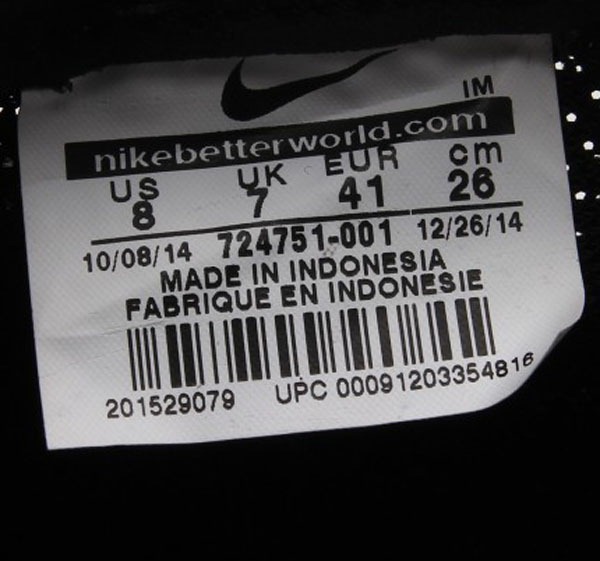 IM
nikebetterworld.com
US UK EUR cm
8 7 41 26
10/08/14 724751-001 12/26/14
MADE IN INDONESIA
FABRIQUE EN INDONESIE
201529079 UPC 00091203354816